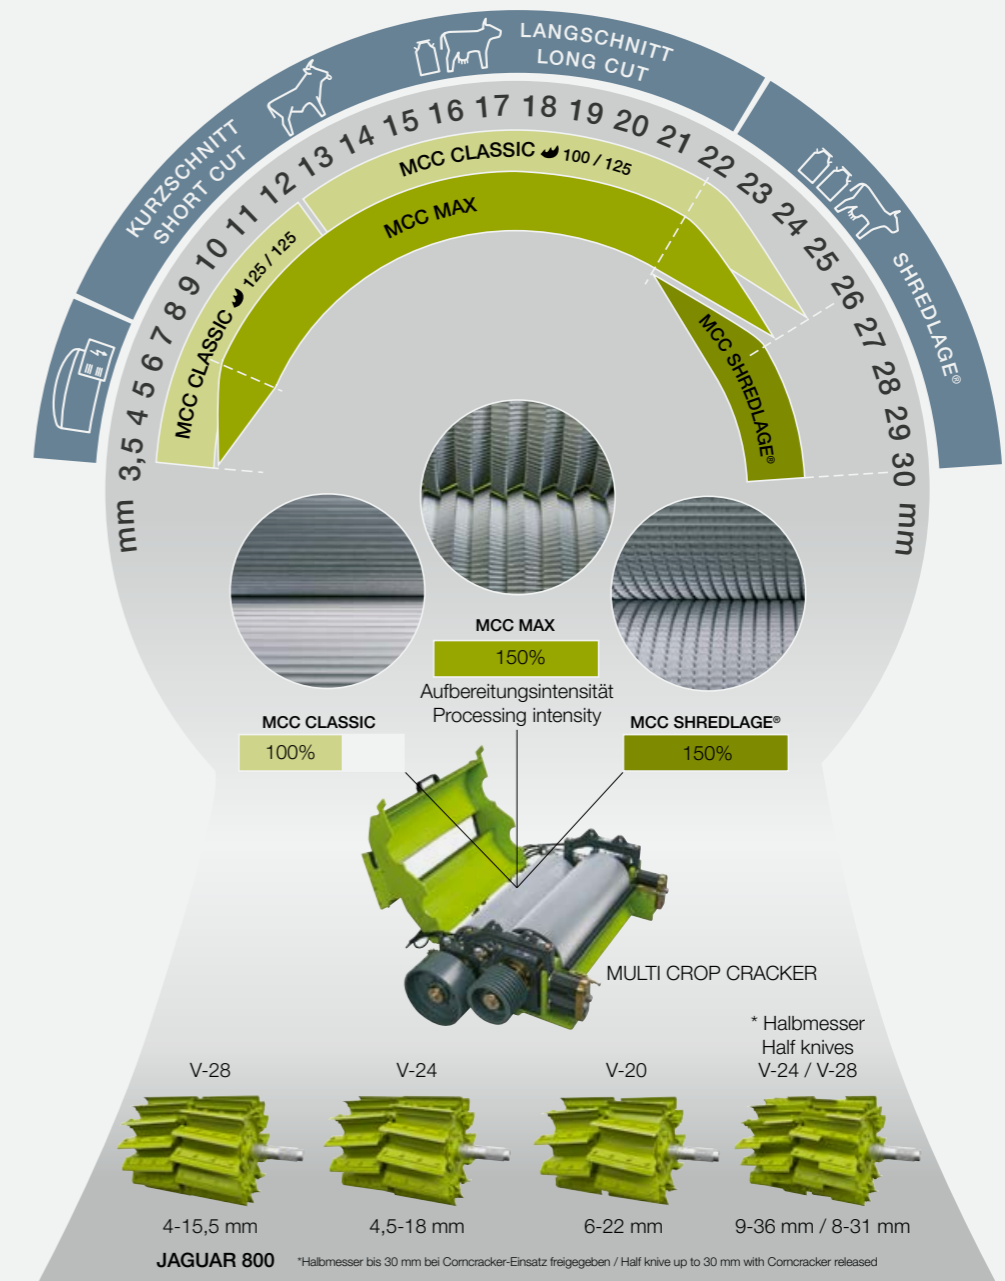 LANGSCHNITT
LONG CUT
KURZSCHNITT
SHORT CUT
SHREDLAGE®
mm 3,5 4 5 6 7 8 9 10 11 12 13 14 15 16 17 18 19 20 21 22 23 24 25 26 27 28 29 30 mm
MCC CLASSIC 125 / 125
MCC CLASSIC 100 / 125
MCC MAX
MCC SHREDLAGE®
MCC MAX
150%
Aufbereitungsintensität
Processing intensity
MCC CLASSIC
100%
MCC SHREDLAGE®
150%
MULTI CROP CRACKER
* Halbmesser
Half knives
V-28 V-24 V-20 V-24 / V-28
4-15,5 mm 4,5-18 mm 6-22 mm 9-36 mm / 8-31 mm
JAGUAR 800 *Halbmesser bis 30 mm bei Corncracker-Einsatz freigegeben / Half knive up to 30 mm with Corncracker released